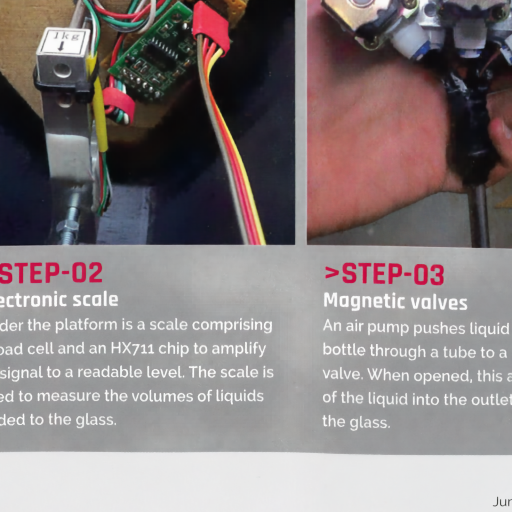 1kg
STEP-02
ectronic scale
der the platform is a scale comprising
oad cell and an HX711 chip to amplify
signal to a readable level. The scale is
ed to measure the volumes of liquids
ded to the glass.
>STEP-03
Magnetic valves
An air pump pushes liquid
bottle through a tube to a
valve. When opened, this a
of the liquid into the outlet
the glass.
Jun